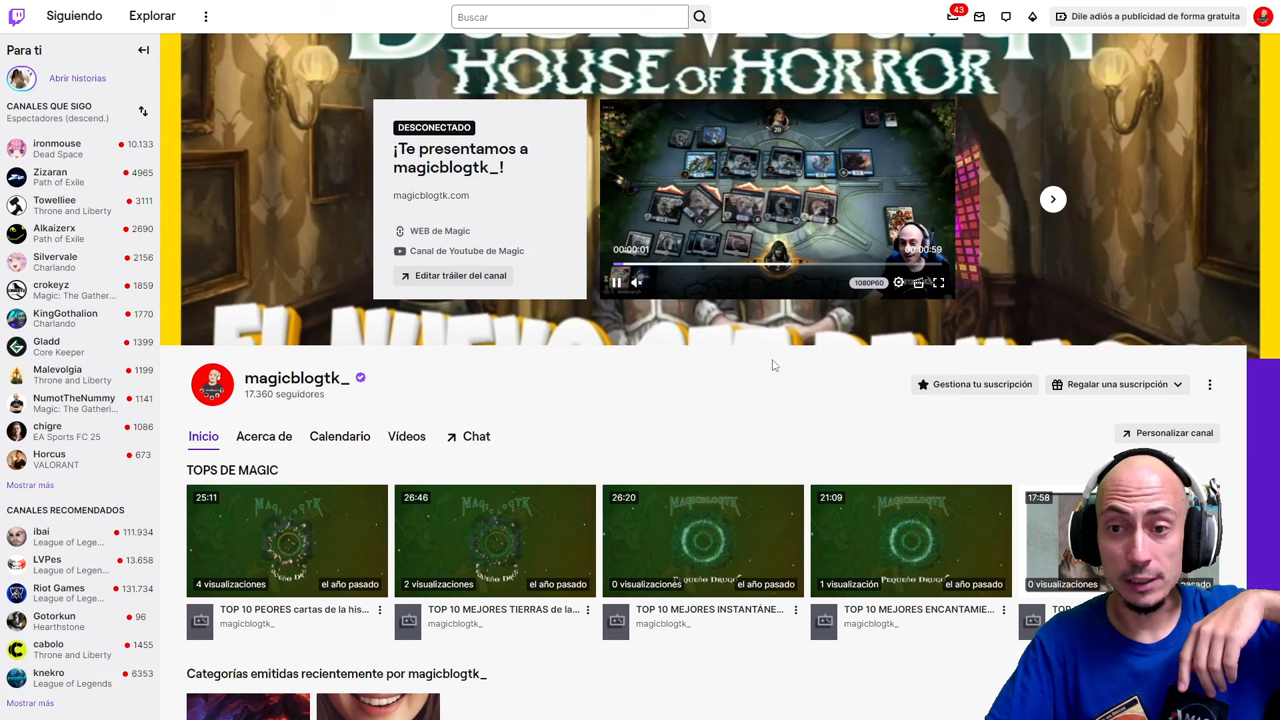 Siguiendo
Explorar
Buscar
43
Dile adiós a publicidad de forma gratuita
Para ti
Abrir historias
CANALES QUE SIGO
Espectadores (descend.)
ironmouse 10.133
Dead Space
Zizaran 4965
Path of Exile
Towelliee 3111
Throne and Liberty
Alkaizerx 2690
Path of Exile
Silvervale 2156
Charlando
crokeyz 1859
Magic: The Gather...
KingGothalion 1770
Charlando
Gladd 1399
Core Keeper
Malevolgia 1199
Throne and Liberty
NumotTheNummy 1141
Magic: The Gatheri...
chigre 1086
EA Sports FC 25
Horcus 673
VALORANT
Mostrar más
CANALES RECOMENDADOS
ibai 111.934
League of Lege...
LVPes 13.658
League of Legen...
Riot Games 131.734
League of Lege...
Gotorkun 96
Hearthstone
cabolo 1455
Throne and Liberty
knekro 6353
League of Legends
Mostrar más
HOUSE OF HORROR
DESCONECTADO
¡Te presentamos a
magicblogtk_!
magicblogtk.com
WEB de Magic
Canal de Youtube de Magic
Editar tráiler del canal
20
00:00:01
00:00:59
1080P60
magicblogtk_
17.360 seguidores
Gestiona tu suscripción
Regalar una suscripción
Inicio
Acerca de
Calendario
Vídeos
Chat
Personalizar canal
TOPS DE MAGIC
25:11
MAGICBLOGTK
4 visualizaciones
el año pasado
TOP 10 PEORES cartas de la his...
magicblogtk_
26:46
MAGICBLOGTK
2 visualizaciones
el año pasado
TOP 10 MEJORES TIERRAS de la...
magicblogtk_
26:20
MAGICBLOGTK
0 visualizaciones
el año pasado
TOP 10 MEJORES INSTANTÁNE...
magicblogtk_
21:09
MAGICBLOGTK
PEQUEÑO DRUG
1 visualización
el año pasado
TOP 10 MEJORES ENCANTAMIE...
magicblogtk_
17:58
0 visualizaciones
Categorías emitidas recientemente por magicblogtk_